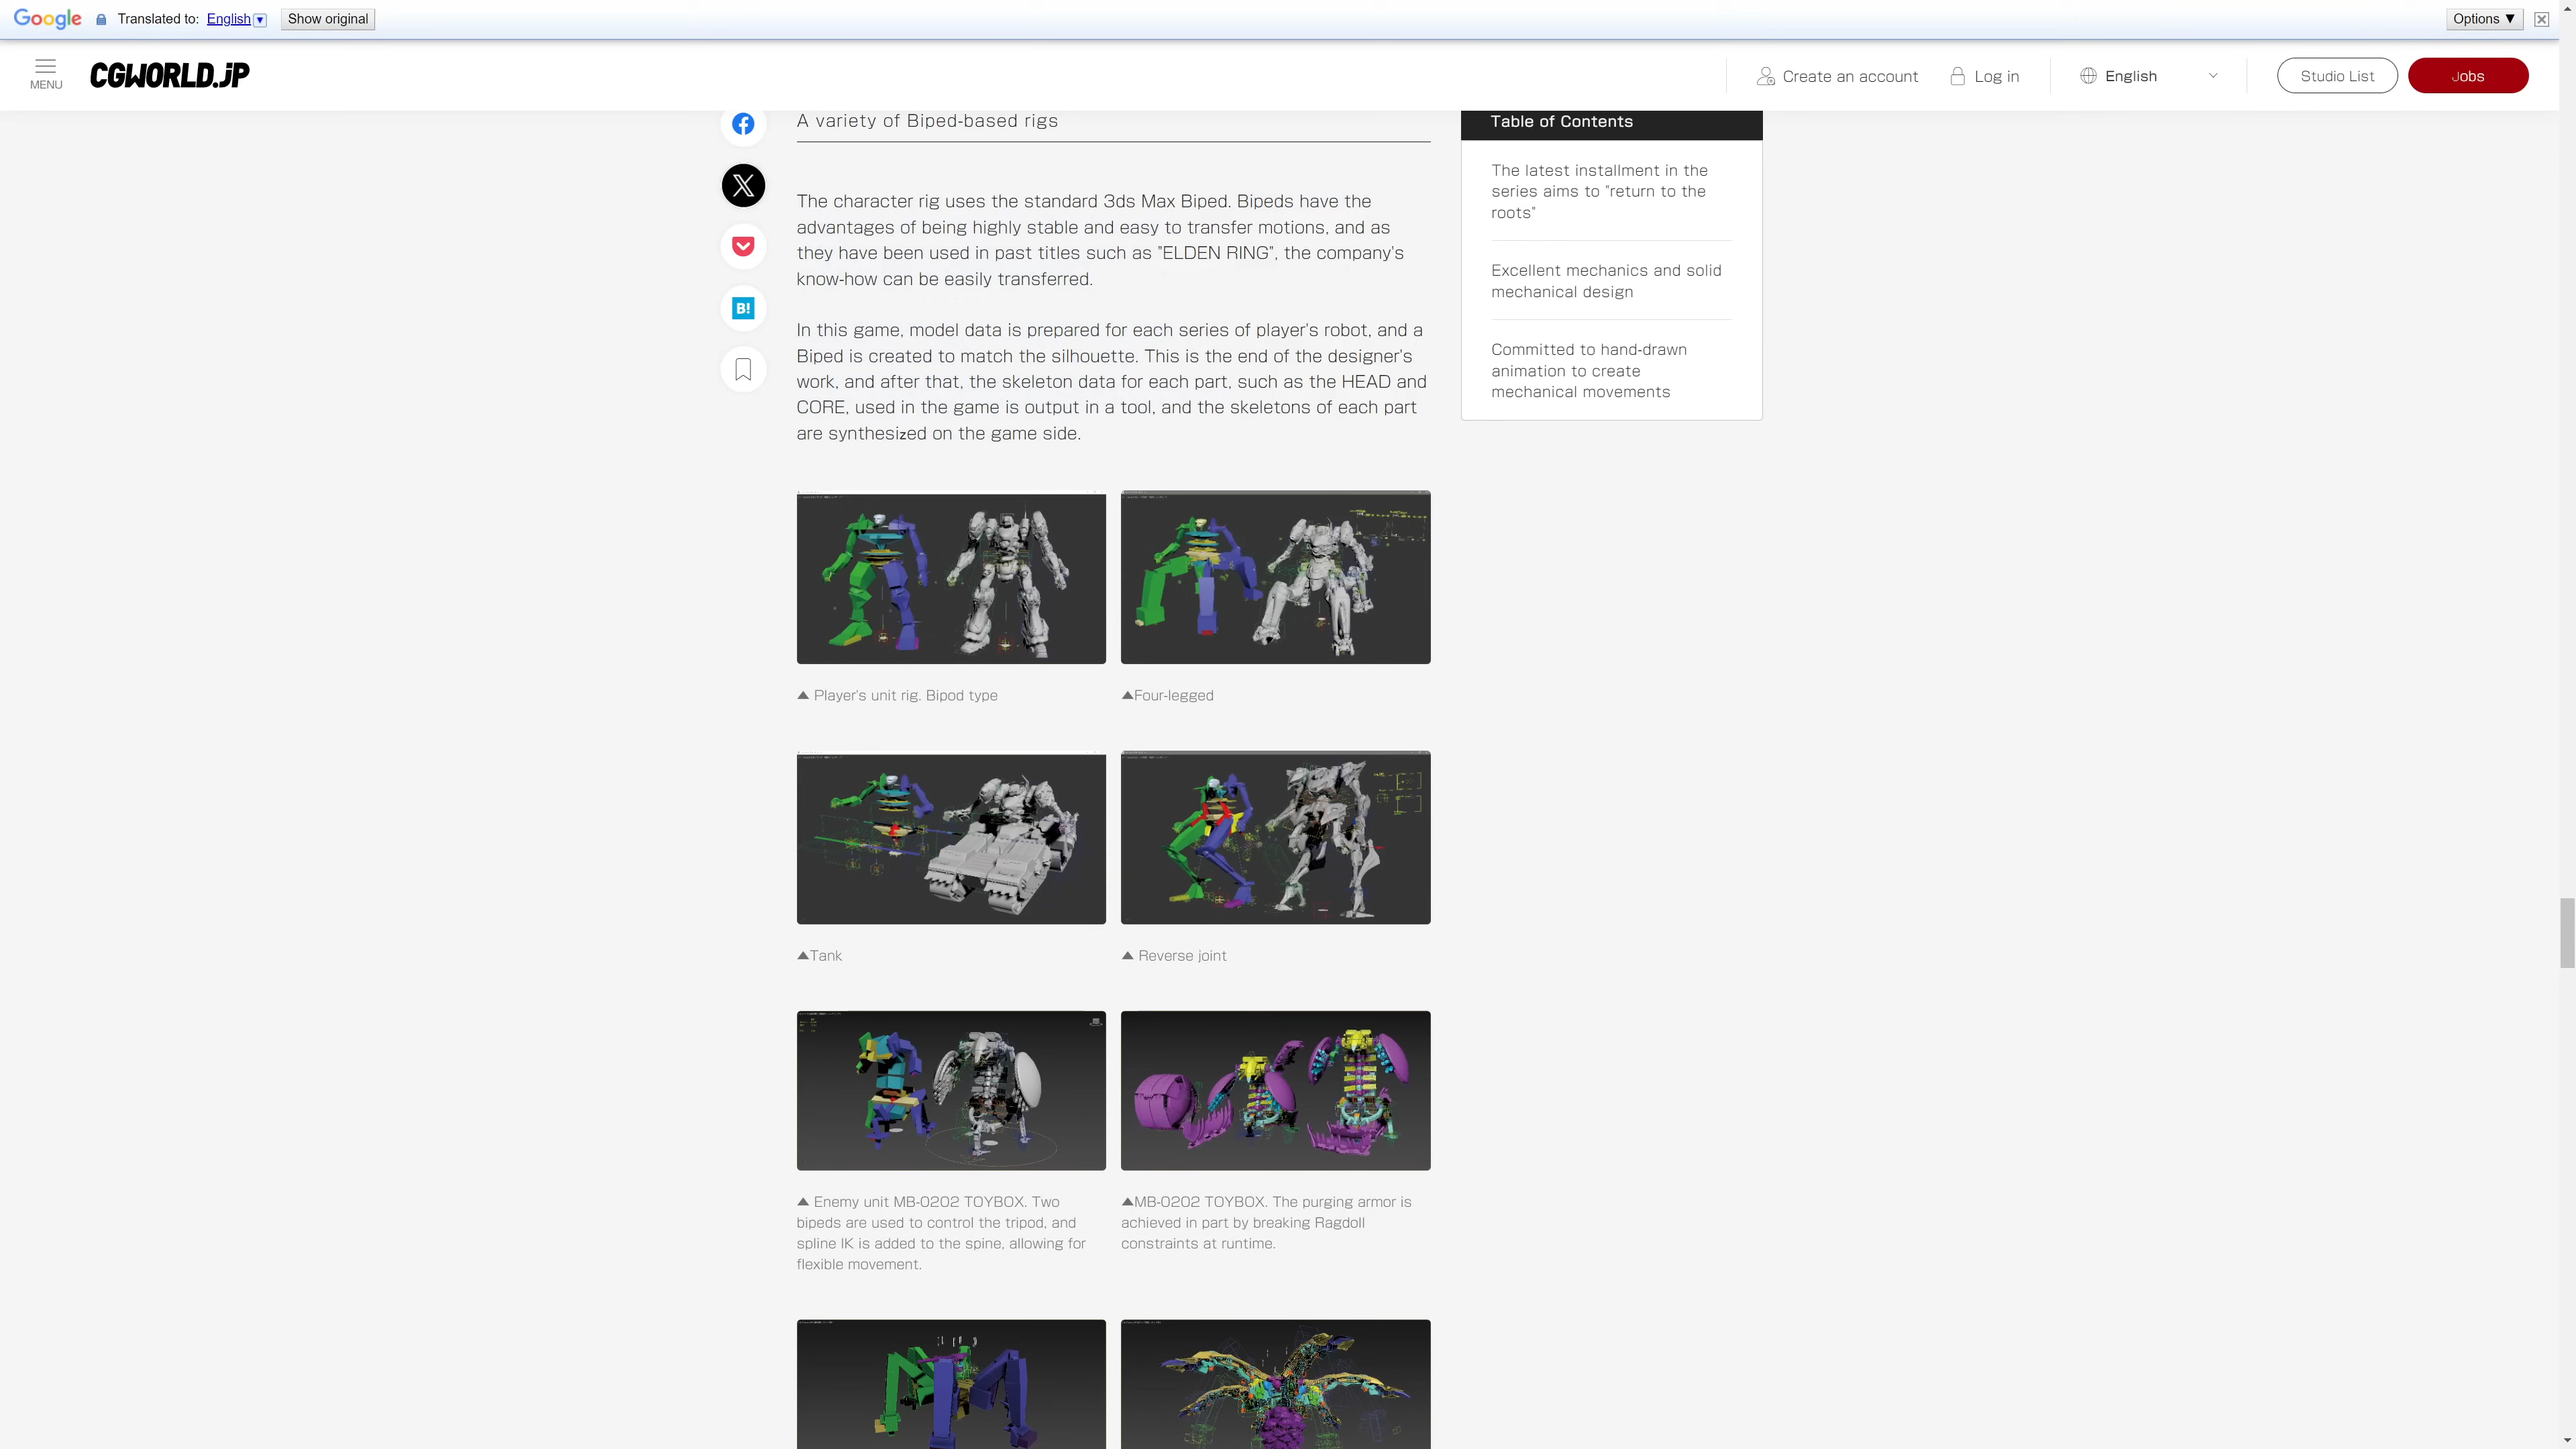 Google Translated to: English Show original Options ▼
MENU CGWORLD.JP Create an account Log in English Studio List Jobs
A variety of Biped-based rigs
The character rig uses the standard 3ds Max Biped. Bipeds have the
advantages of being highly stable and easy to transfer motions, and as
they have been used in past titles such as "ELDEN RING", the company's
know-how can be easily transferred.
In this game, model data is prepared for each series of player's robot, and a
Biped is created to match the silhouette. This is the end of the designer's
work, and after that, the skeleton data for each part, such as the HEAD and
CORE, used in the game is output in a tool, and the skeletons of each part
are synthesized on the game side.
B!
▲ Player's unit rig. Bipod type
▲Four-legged
▲Tank
▲ Reverse joint
▲ Enemy unit MB-0202 TOYBOX. Two
bipeds are used to control the tripod, and
spline IK is added to the spine, allowing for
flexible movement.
▲MB-0202 TOYBOX. The purging armor is
achieved in part by breaking Ragdoll
constraints at runtime.
Table of Contents
The latest installment in the
series aims to "return to the
roots"
Excellent mechanics and solid
mechanical design
Committed to hand-drawn
animation to create
mechanical movements